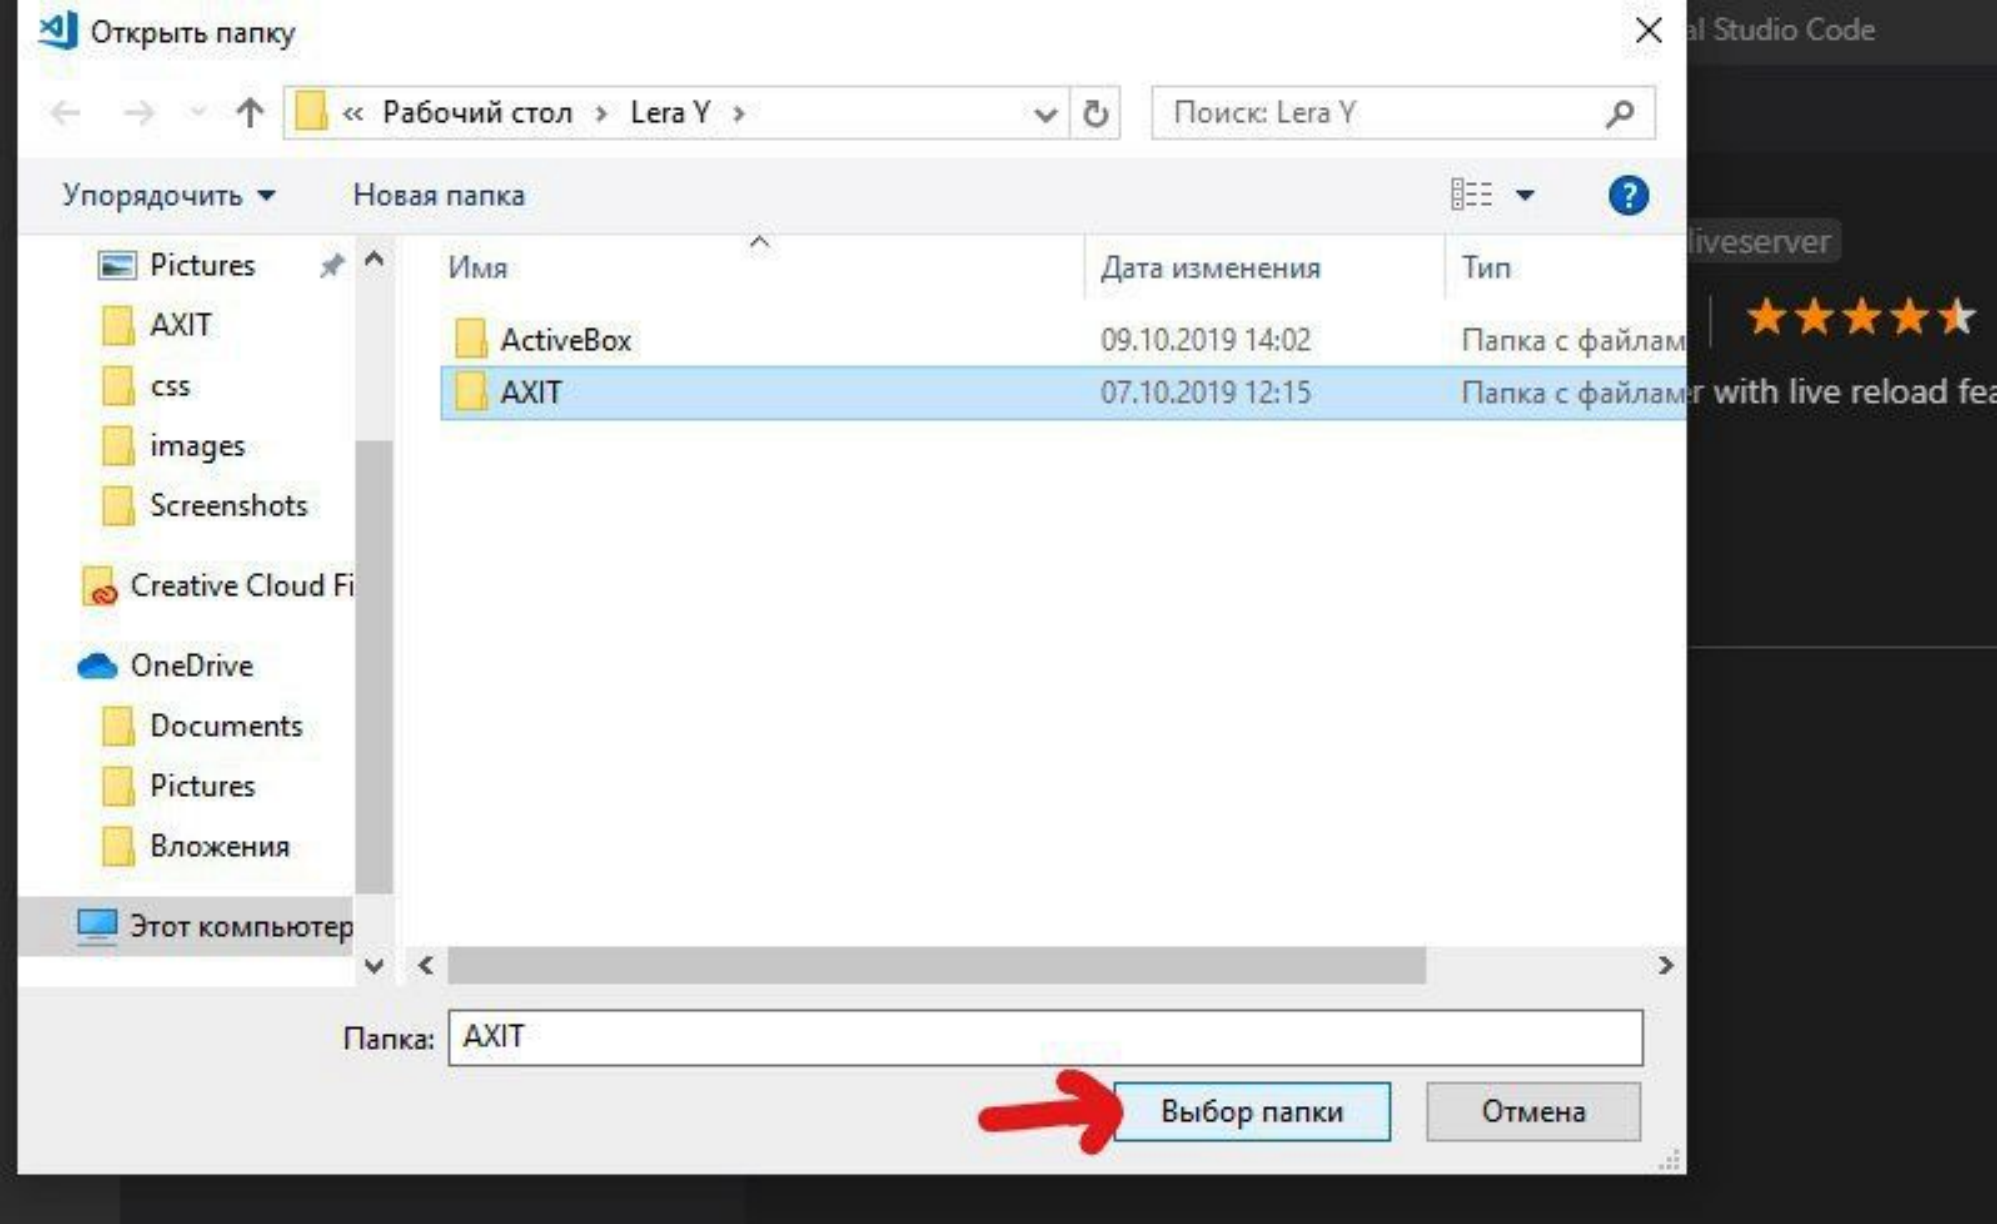 Открыть папку
al Studio Code
« Рабочий стол › Lera Y ›
Поиск: Lera Y
Упорядочить
Новая папка
?
liveserver
Pictures
AXIT
css
images
Screenshots
Creative Cloud Fi
OneDrive
Documents
Pictures
Вложения
Этот компьютер
Имя Дата изменения Тип
ActiveBox 09.10.2019 14:02 Папка с файлам
AXIT 07.10.2019 12:15 Папка с файлам
r with live reload fea
Папка: AXIT
Выбор папки
Отмена